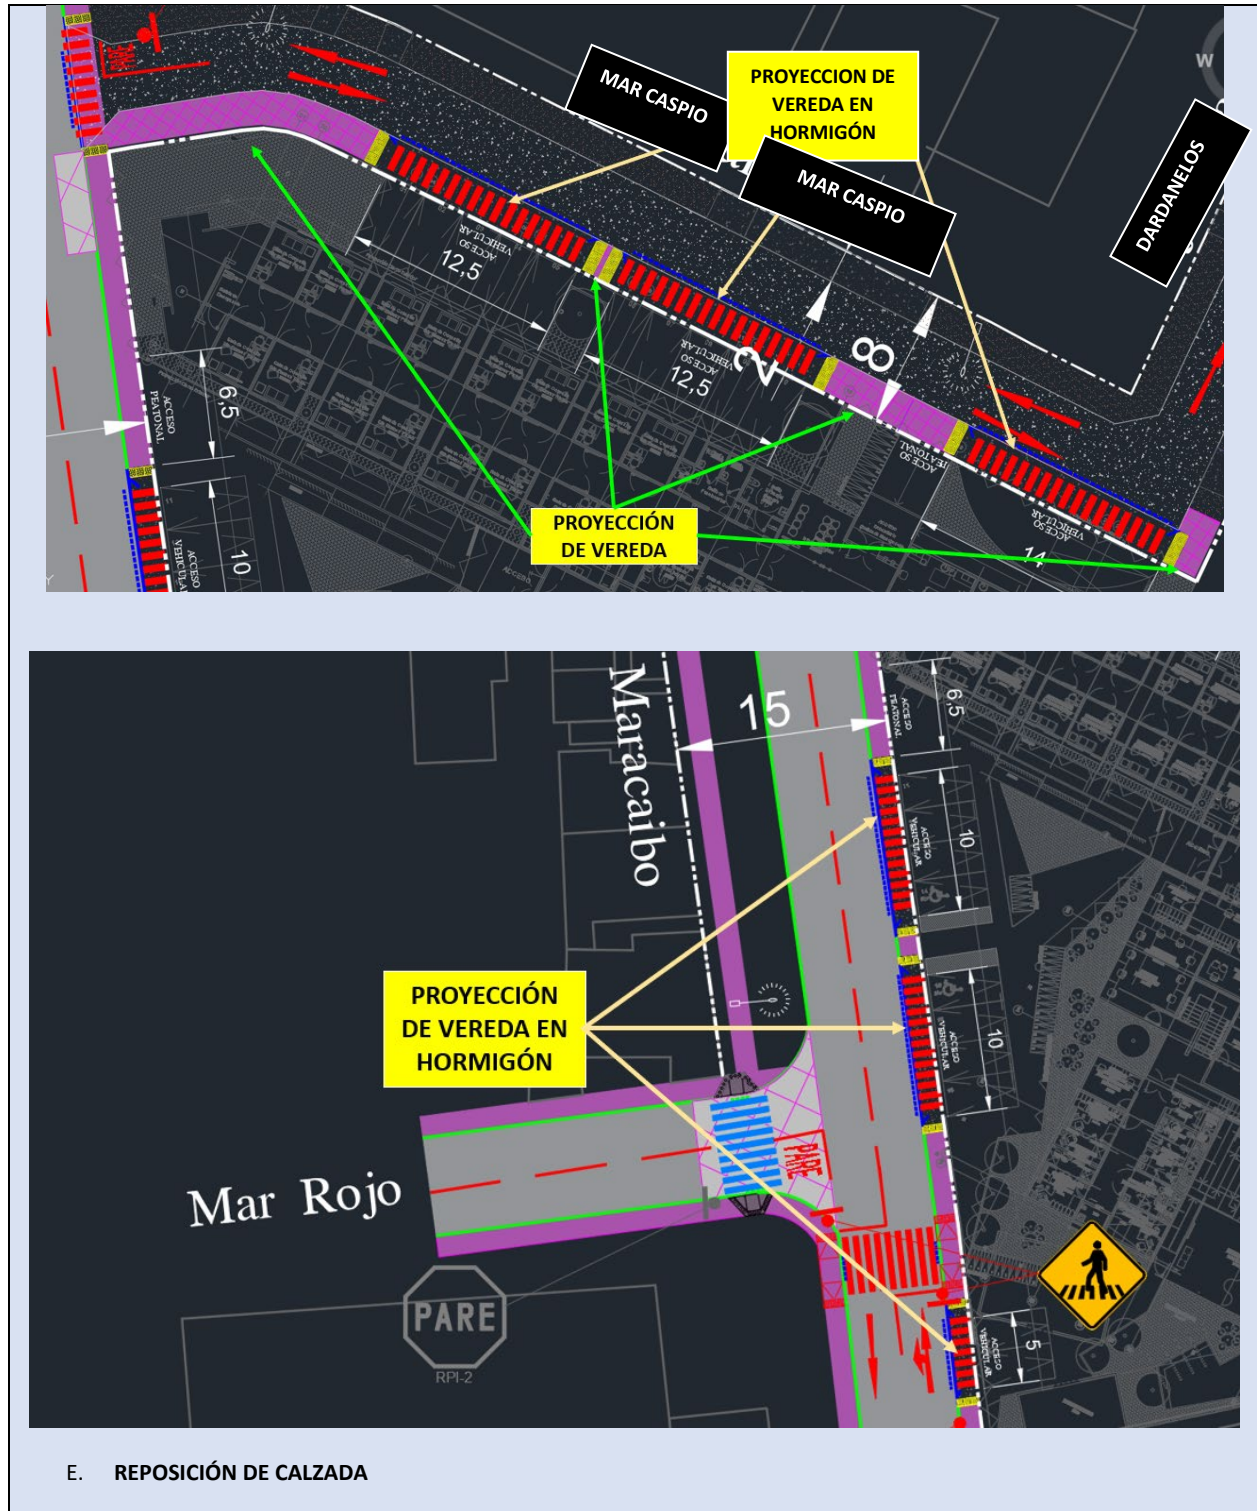 PARE
MAR CASPIO
PROYECCION DE
VEREDA EN
HORMIGÓN
W
MAR CASPIO
DARDANELOS
ACCESO
VEHICULAR
12,5
ACCESO
VEHICULAR
12,5
2
8
6,5
ACCESO
PEATONAL
ACCESO
PEATONAL
ACCESO
VEHICULAR
14
PROYECCIÓN
DE VEREDA
ACCESO
VEHICULAR
10
ACCESO
Maracaibo
15
ACCESO
PEATONAL
6,5
ACCESO
VEHICULAR
10
PROYECCIÓN
DE VEREDA EN
HORMIGÓN
ACCESO
VEHICULAR
10
PARE
Mar Rojo
PARE
RPI-2
ACCESO
VEHICULAR
5
E. REPOSICIÓN DE CALZADA